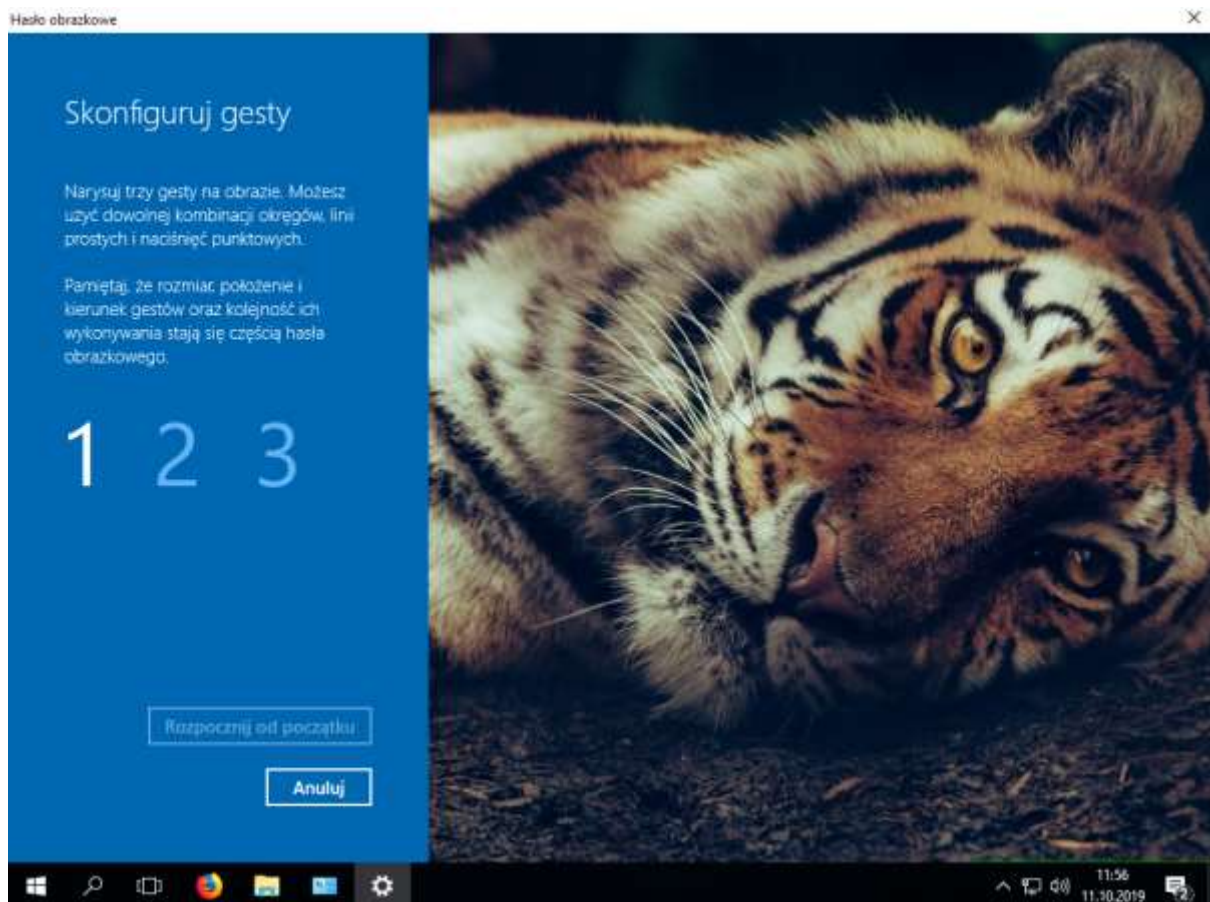 Hasło obrazkowe
Skonfiguruj gesty
Narysuj trzy gesty na obrazie. Możesz
użyć dowolnej kombinacji okręgów, linii
prostych i naciśnięć punktowych.
Pamiętaj, że rozmiar, położenie i
kierunek gestów oraz kolejność ich
wykonywania stają się częścią hasła
obrazkowego.
1 2 3
Rozpocznij od początku
Anuluj
11:56
11.10.2019
2